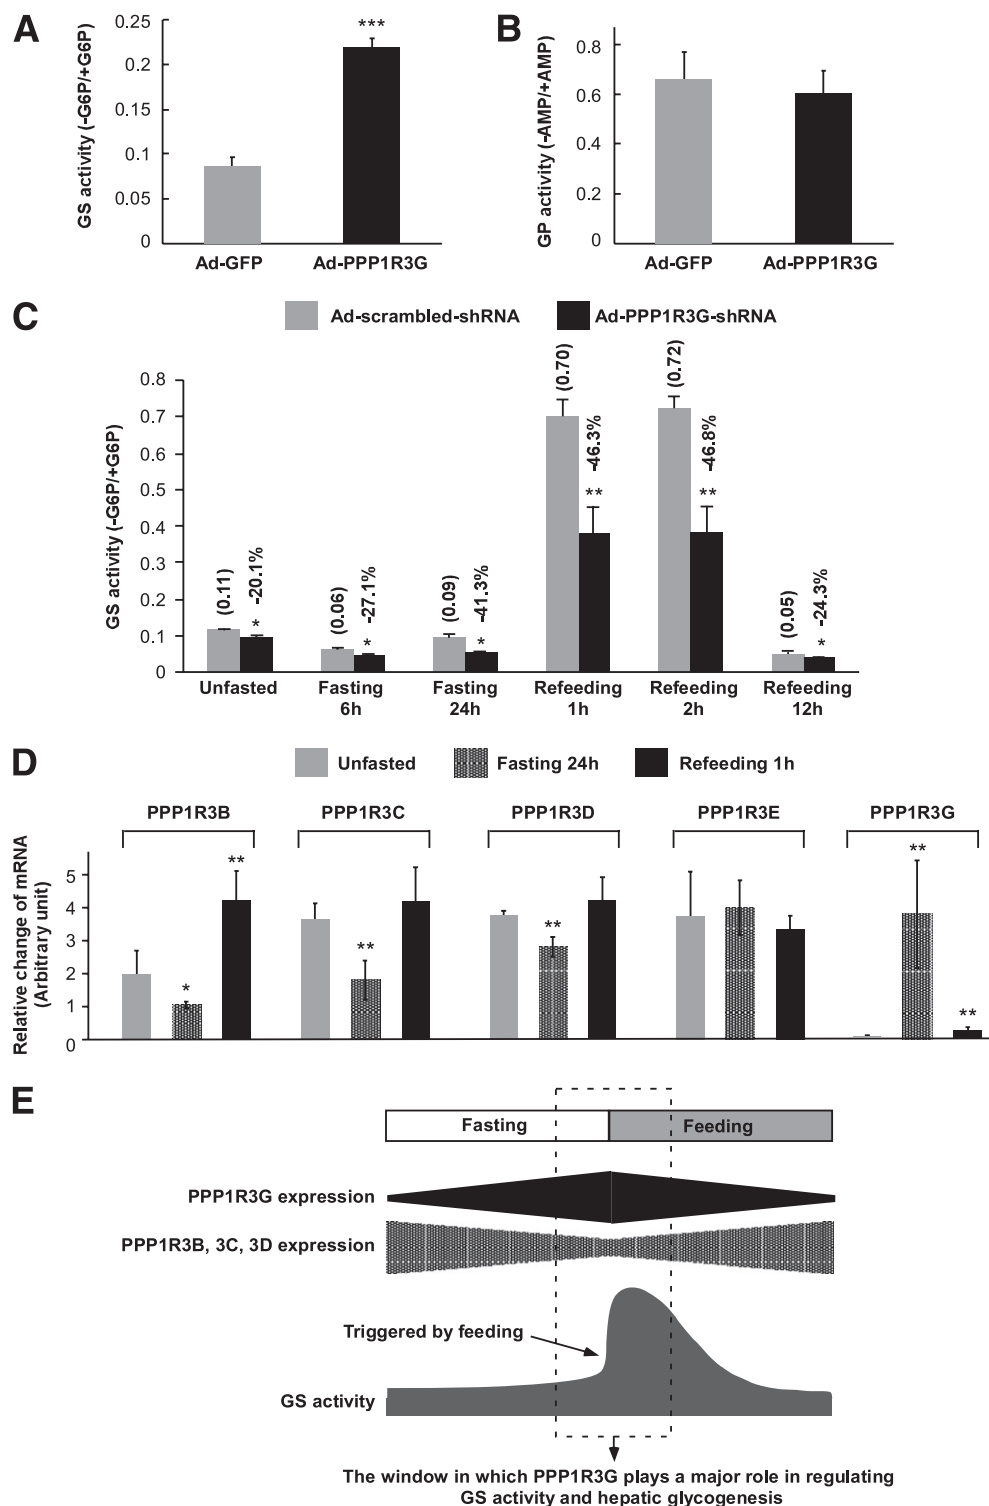 A
GS activity (-G6P/+G6P)
0.25
0.2
0.15
0.1
0.05
0
***
Ad-GFP
Ad-PPP1R3G
B
GP activity (-AMP/+AMP)
0.8
0.6
0.4
0.2
0
Ad-GFP
Ad-PPP1R3G
C
Ad-scrambled-shRNA
Ad-PPP1R3G-shRNA
GS activity (-G6P/+G6P)
0.8
0.7
0.6
0.5
0.4
0.3
0.2
0.1
0
(0.11)
-20.1%
*
(0.06)
-27.1%
*
(0.09)
-41.3%
*
(0.70)
-46.3%
**
(0.72)
-46.8%
**
(0.05)
-24.3%
*
Unfasted
Fasting
6h
Fasting
24h
Refeeding
1h
Refeeding
2h
Refeeding
12h
D
Unfasted
Fasting 24h
Refeeding 1h
PPP1R3B
PPP1R3C
PPP1R3D
PPP1R3E
PPP1R3G
Relative change of mRNA
(Arbitrary unit)
5
4
3
2
1
0
*
**
**
**
**
**
E
Fasting
Feeding
PPP1R3G expression
PPP1R3B, 3C, 3D expression
Triggered by feeding
GS activity
The window in which PPP1R3G plays a major role in regulating
GS activity and hepatic glycogenesis